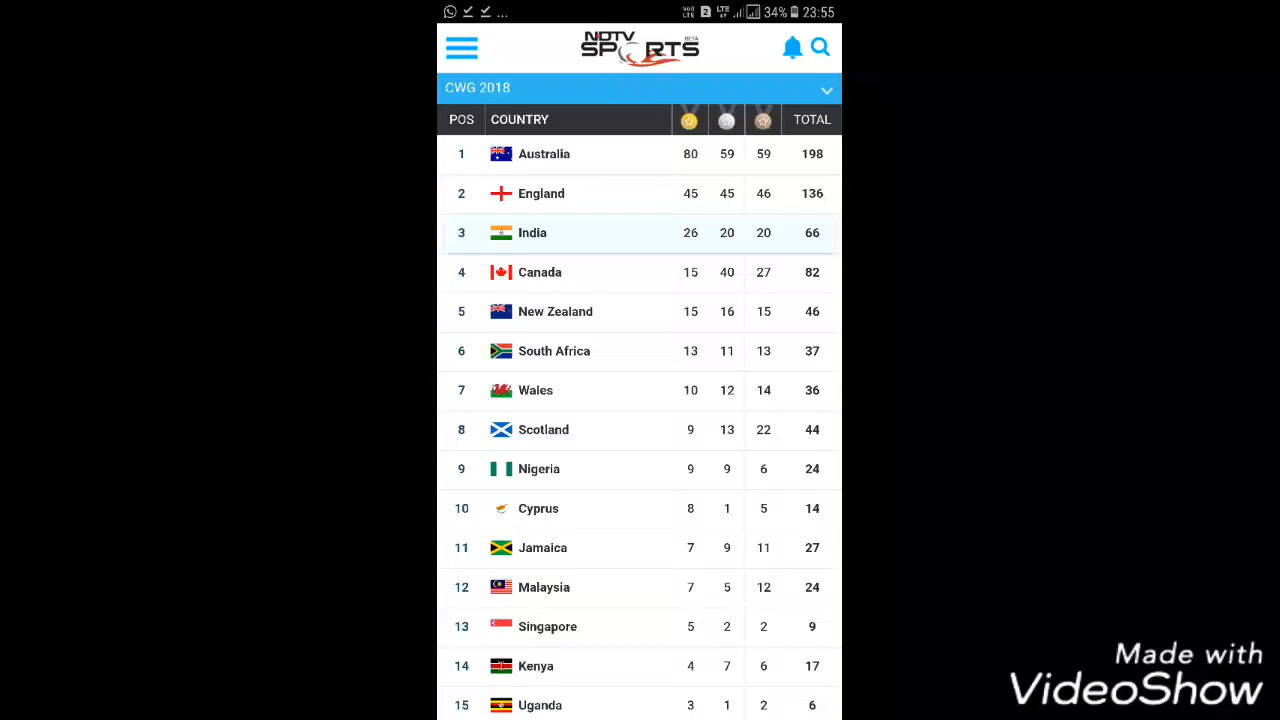 ... Vo) LTE 2 LTE 34% 23:55
NDTV
SPORTS BETA
CWG 2018
POS COUNTRY TOTAL
1 Australia 80 59 59 198
2 England 45 45 46 136
3 India 26 20 20 66
4 Canada 15 40 27 82
5 New Zealand 15 16 15 46
6 South Africa 13 11 13 37
7 Wales 10 12 14 36
8 Scotland 9 13 22 44
9 Nigeria 9 9 6 24
10 Cyprus 8 1 5 14
11 Jamaica 7 9 11 27
12 Malaysia 7 5 12 24
13 Singapore 5 2 2 9
14 Kenya 4 7 6 17
15 Uganda 3 1 2 6
Made with
VideoShow